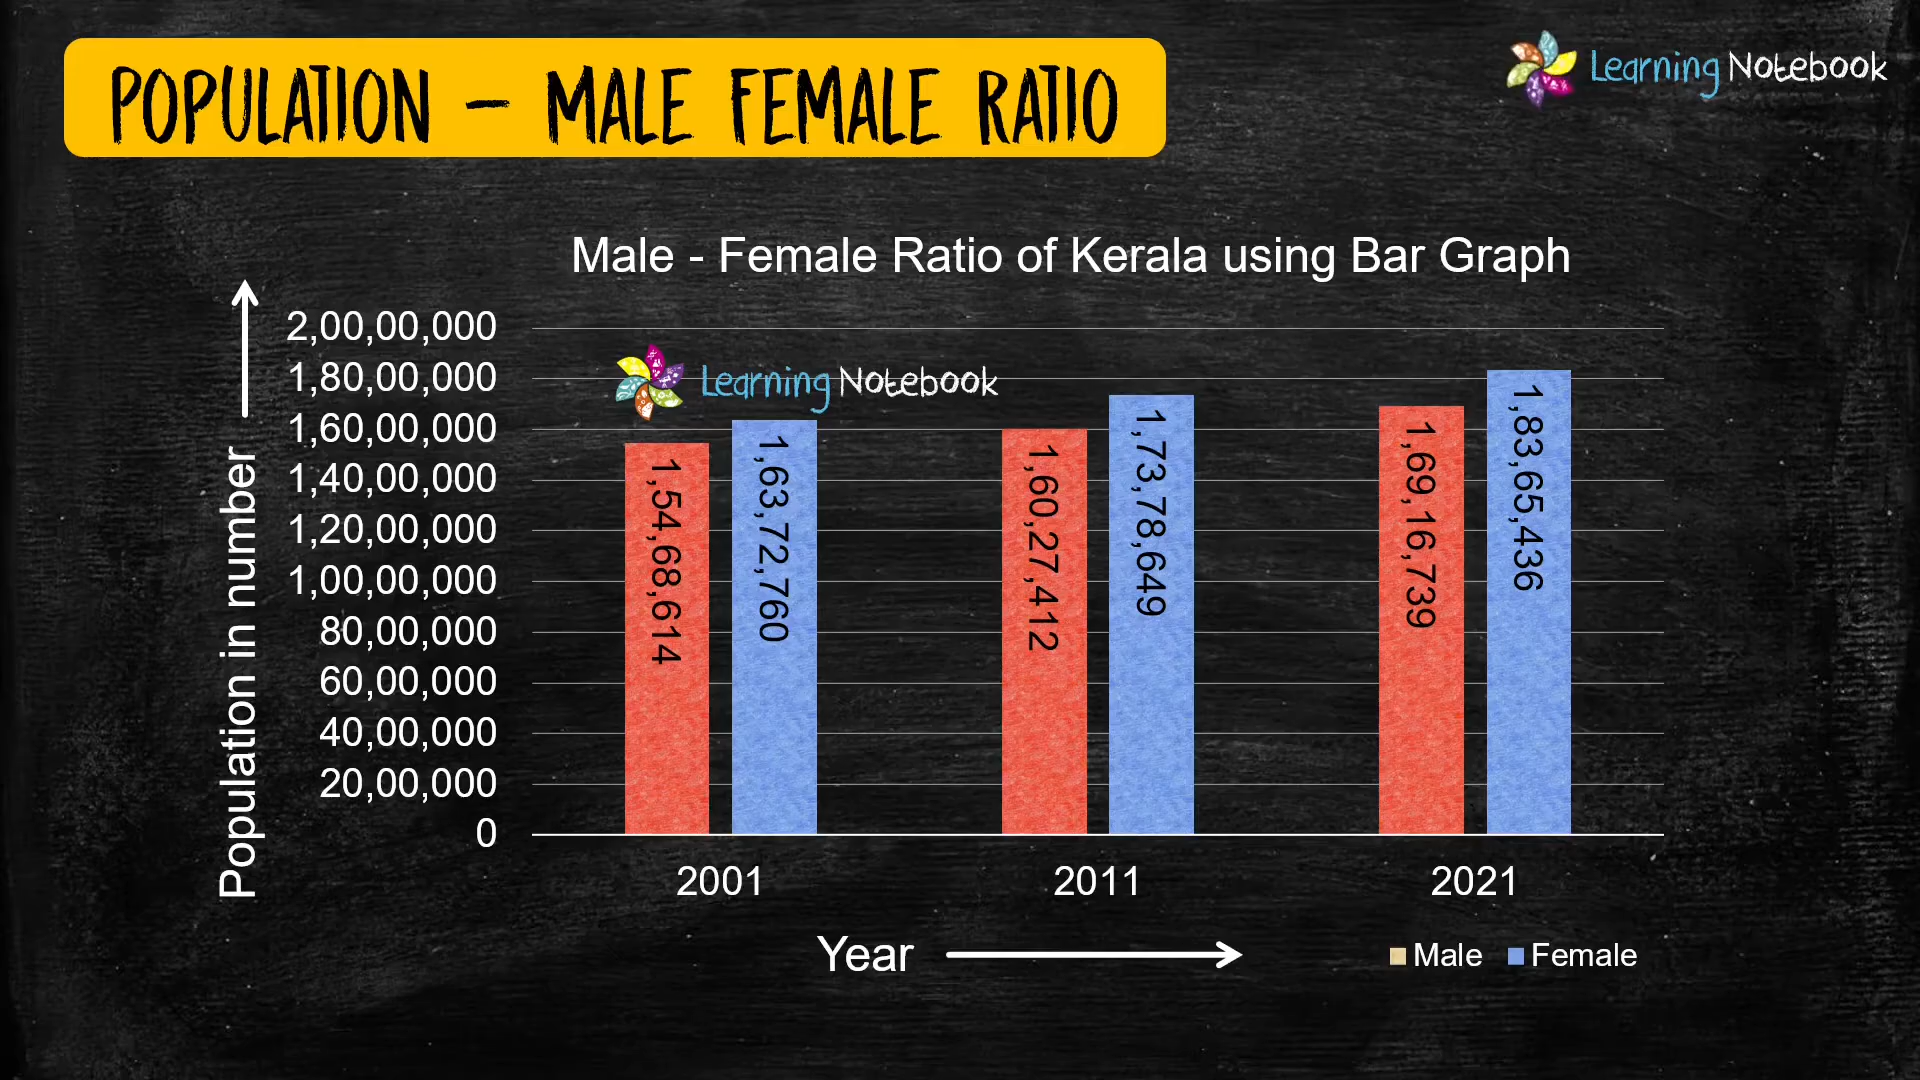 POPULATION - MALE FEMALE RATIO
Learning Notebook
Male - Female Ratio of Kerala using Bar Graph
Population in number
2,00,00,000
1,80,00,000
1,60,00,000
1,40,00,000
1,20,00,000
1,00,00,000
80,00,000
60,00,000
40,00,000
20,00,000
0
Learning Notebook
1,54,68,614
1,63,72,760
1,60,27,412
1,73,78,649
1,69,16,739
1,83,65,436
2001 2011 2021
Year
Male Female